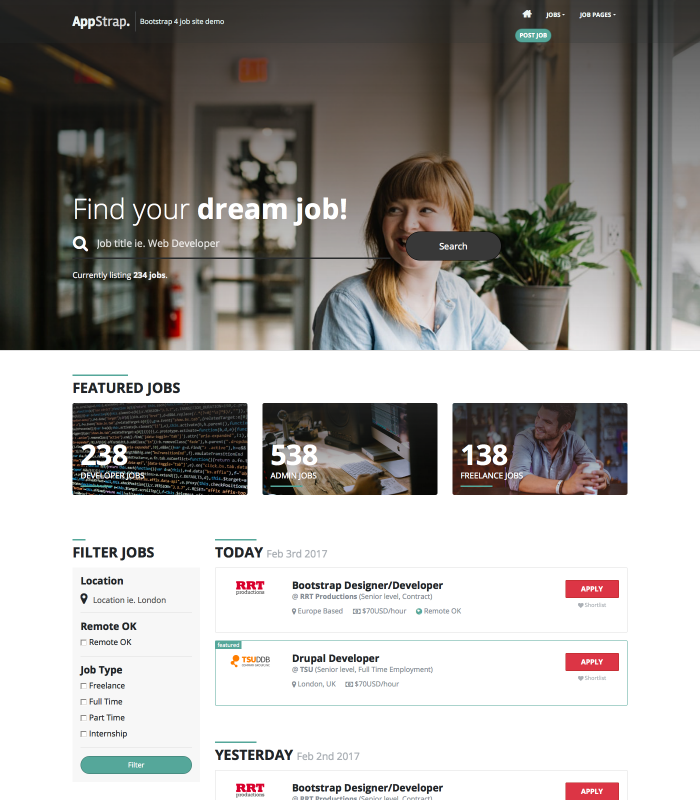 AppStrap.
Bootstrap 4 job site demo
JOBS
JOB PAGES
POST JOB
EXIT
Find your dream job!
Job title ie. Web Developer
Search
Currently listing 234 jobs.
FEATURED JOBS
238
DEVELOPER JOBS
538
ADMIN JOBS
138
FREELANCE JOBS
FILTER JOBS
Location
Location ie. London
Remote OK
Remote OK
Job Type
Freelance
Full Time
Part Time
Internship
Filter
TODAY Feb 3rd 2017
RRT
productions
Bootstrap Designer/Developer
@ RRT Productions (Senior level, Contract)
Europe Based $70USD/hour Remote OK
APPLY
Shortlist
featured
TSUDDB
Drupal Developer
@ TSU (Senior level, Full Time Employment)
London, UK $70USD/hour
APPLY
Shortlist
YESTERDAY Feb 2nd 2017
RRT
productions
Bootstrap Designer/Developer
@ RRT Productions (Senior level, Contract)
APPLY